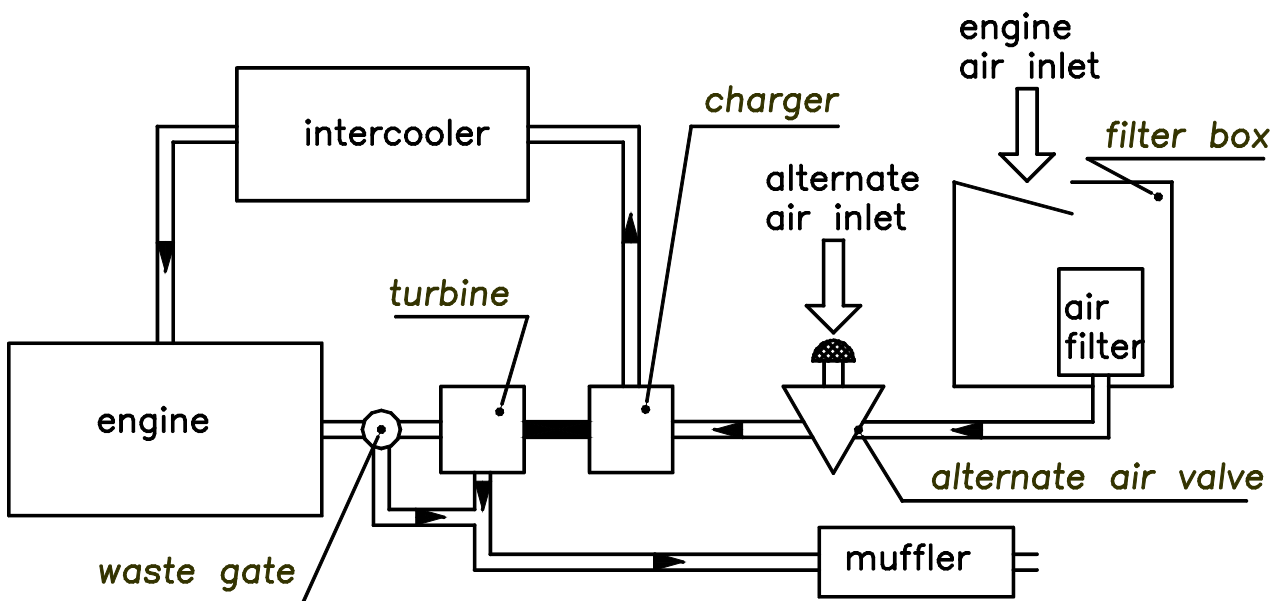 engine
air inlet
charger
filter box
intercooler
alternate
air inlet
turbine
air
filter
engine
alternate air valve
muffler
waste gate